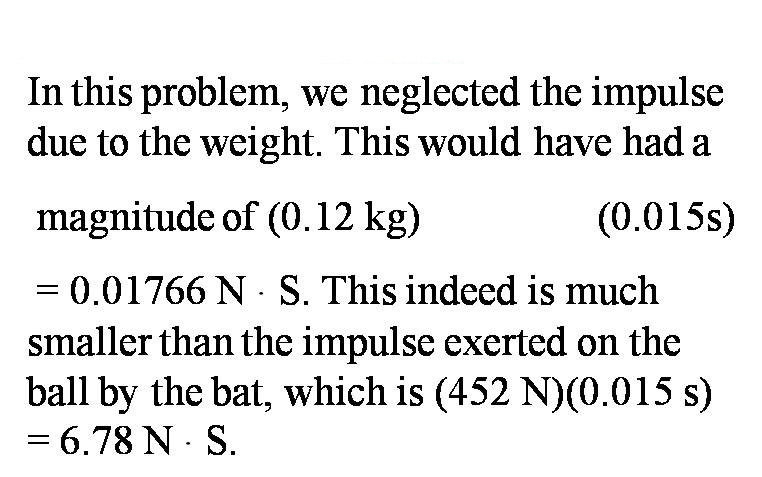 In this problem, we neglected the impulse
due to the weight. This would have had a
magnitude of (0.12 kg) (0.015s)
= 0.01766 N · S. This indeed is much
smaller than the impulse exerted on the
ball by the bat, which is (452 N)(0.015 s)
= 6.78 N · S.